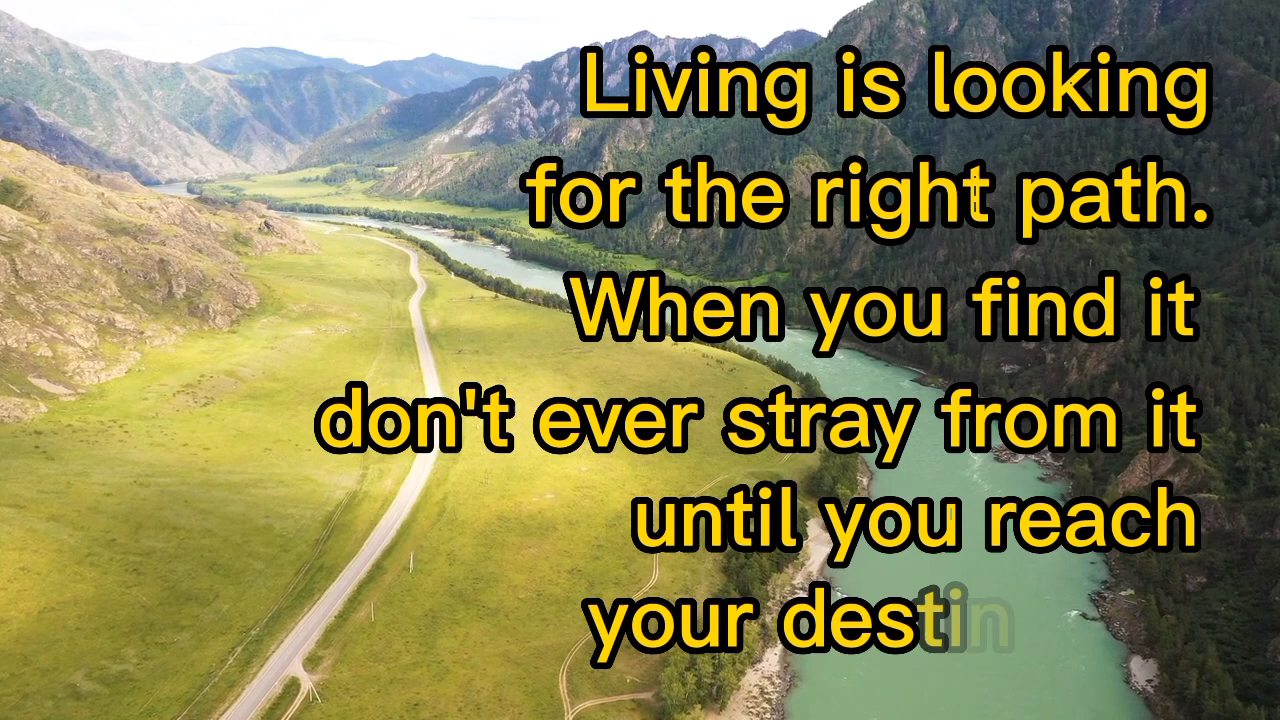 Living is looking
for the right path.
When you find it
don't ever stray from it
until you reach
your destin